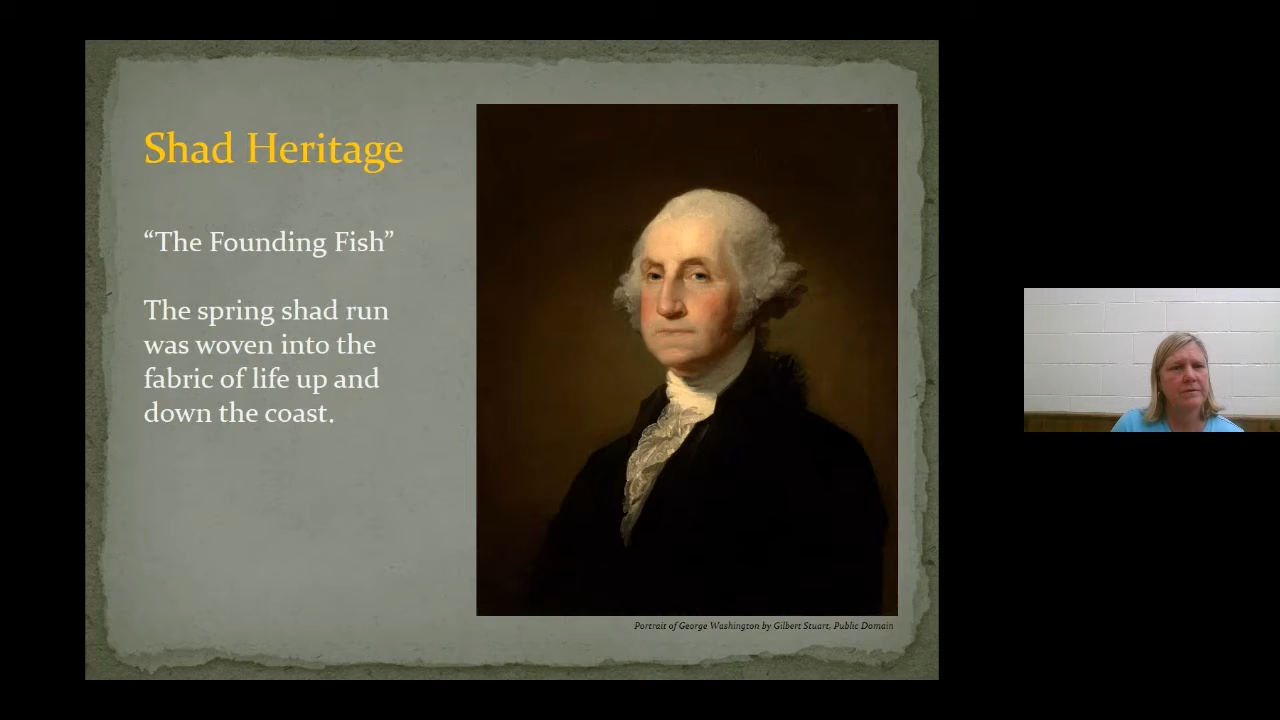 Shad Heritage
“The Founding Fish”
The spring shad run
was woven into the
fabric of life up and
down the coast.
Portrait of George Washington by Gilbert Stuart, Public Domain